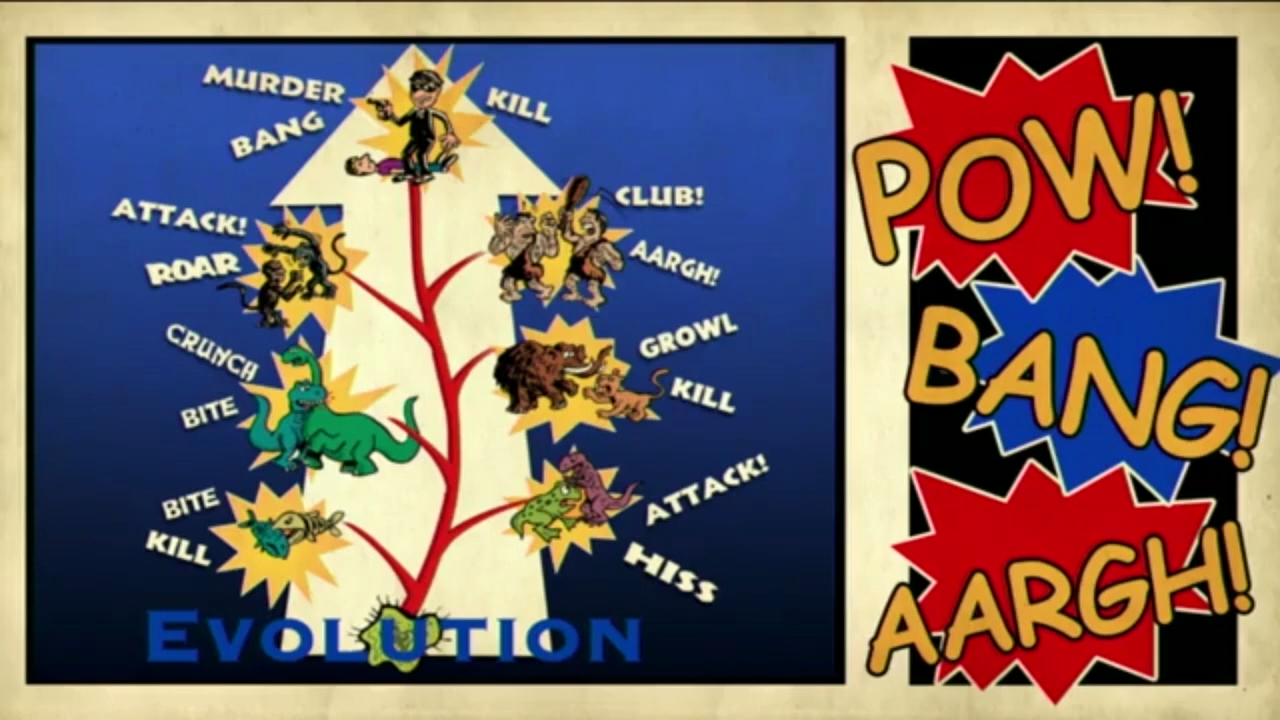 MURDER
KILL
BANG
ATTACK!
CLUB!
ROAR
AARGH!
CRUNCH
GROWL
BITE
KILL
BITE
ATTACK!
KILL
HISS
EVOLUTION
POW!
BANG!
AARGH!